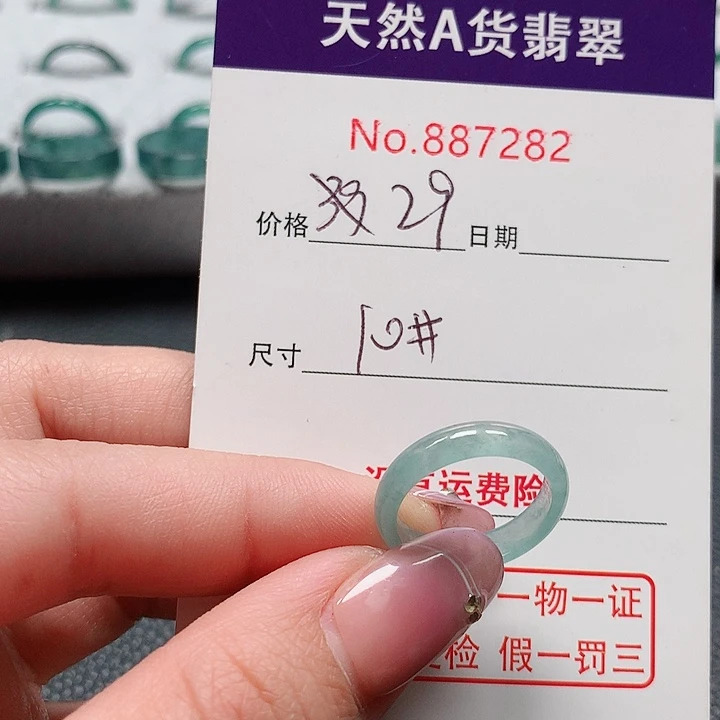 天然A货翡翠
No.887282
价格 29 日期
尺寸 10#
运费险
一物一证
检 假一罚三